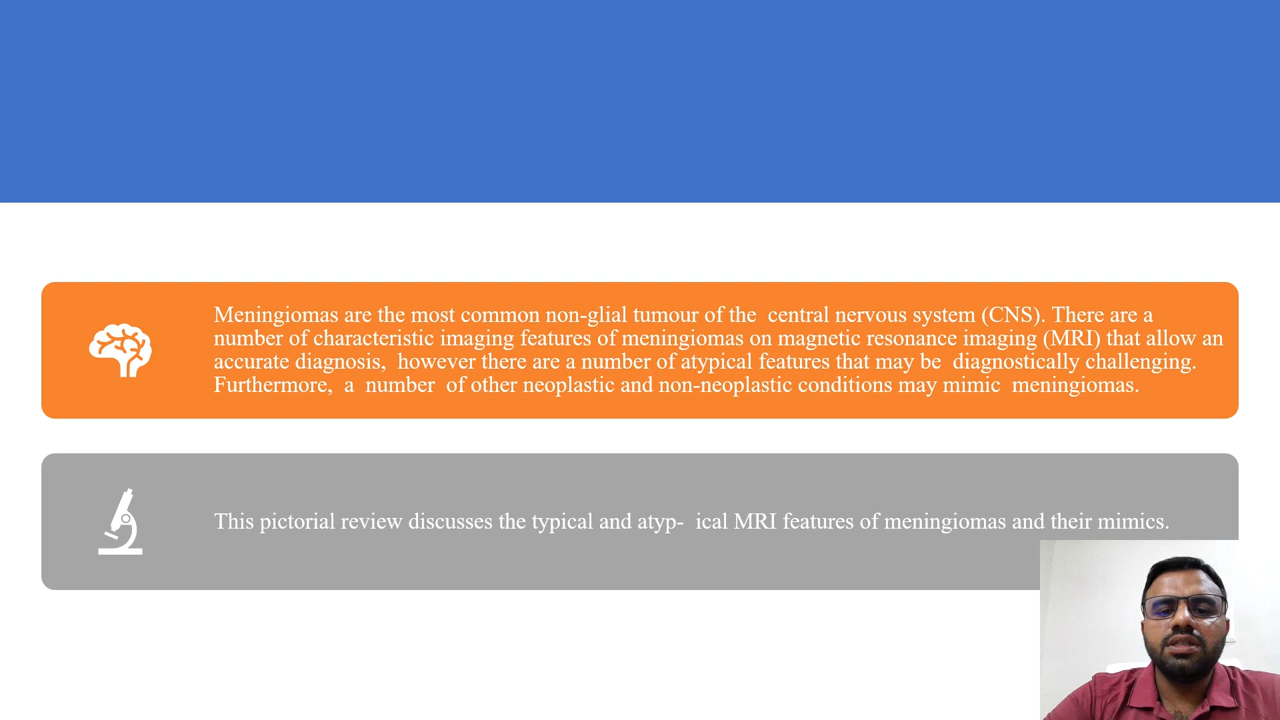 Meningiomas are the most common non-glial tumour of the  central nervous system (CNS). There are a
number of characteristic imaging features of meningiomas on magnetic resonance imaging (MRI) that allow an
accurate diagnosis,  however there are a number of atypical features that may be  diagnostically challenging.
Furthermore,  a  number  of other neoplastic and non-neoplastic conditions may mimic  meningiomas.
This pictorial review discusses the typical and atyp-  ical MRI features of meningiomas and their mimics.